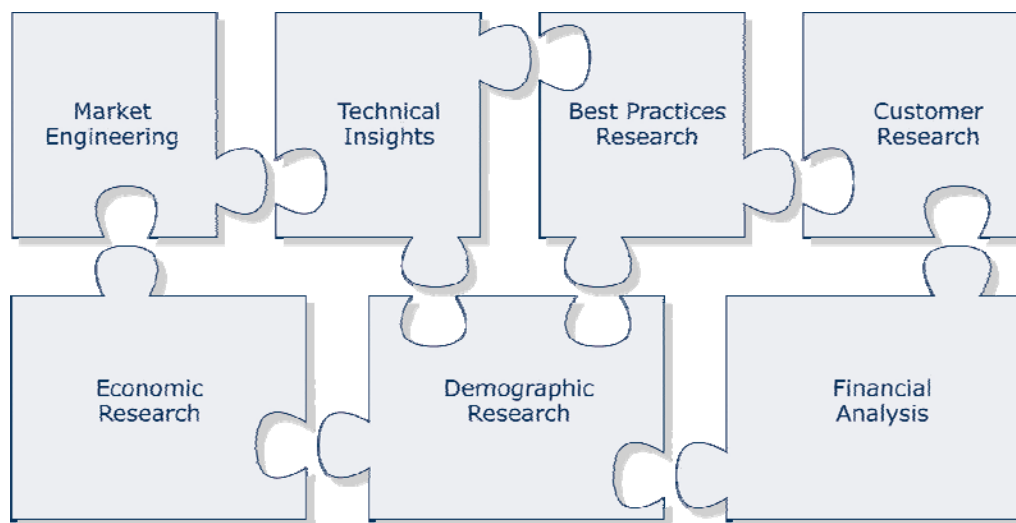 Market
Engineering
Technical
Insights
Best Practices
Research
Customer
Research
Economic
Research
Demographic
Research
Financial
Analysis